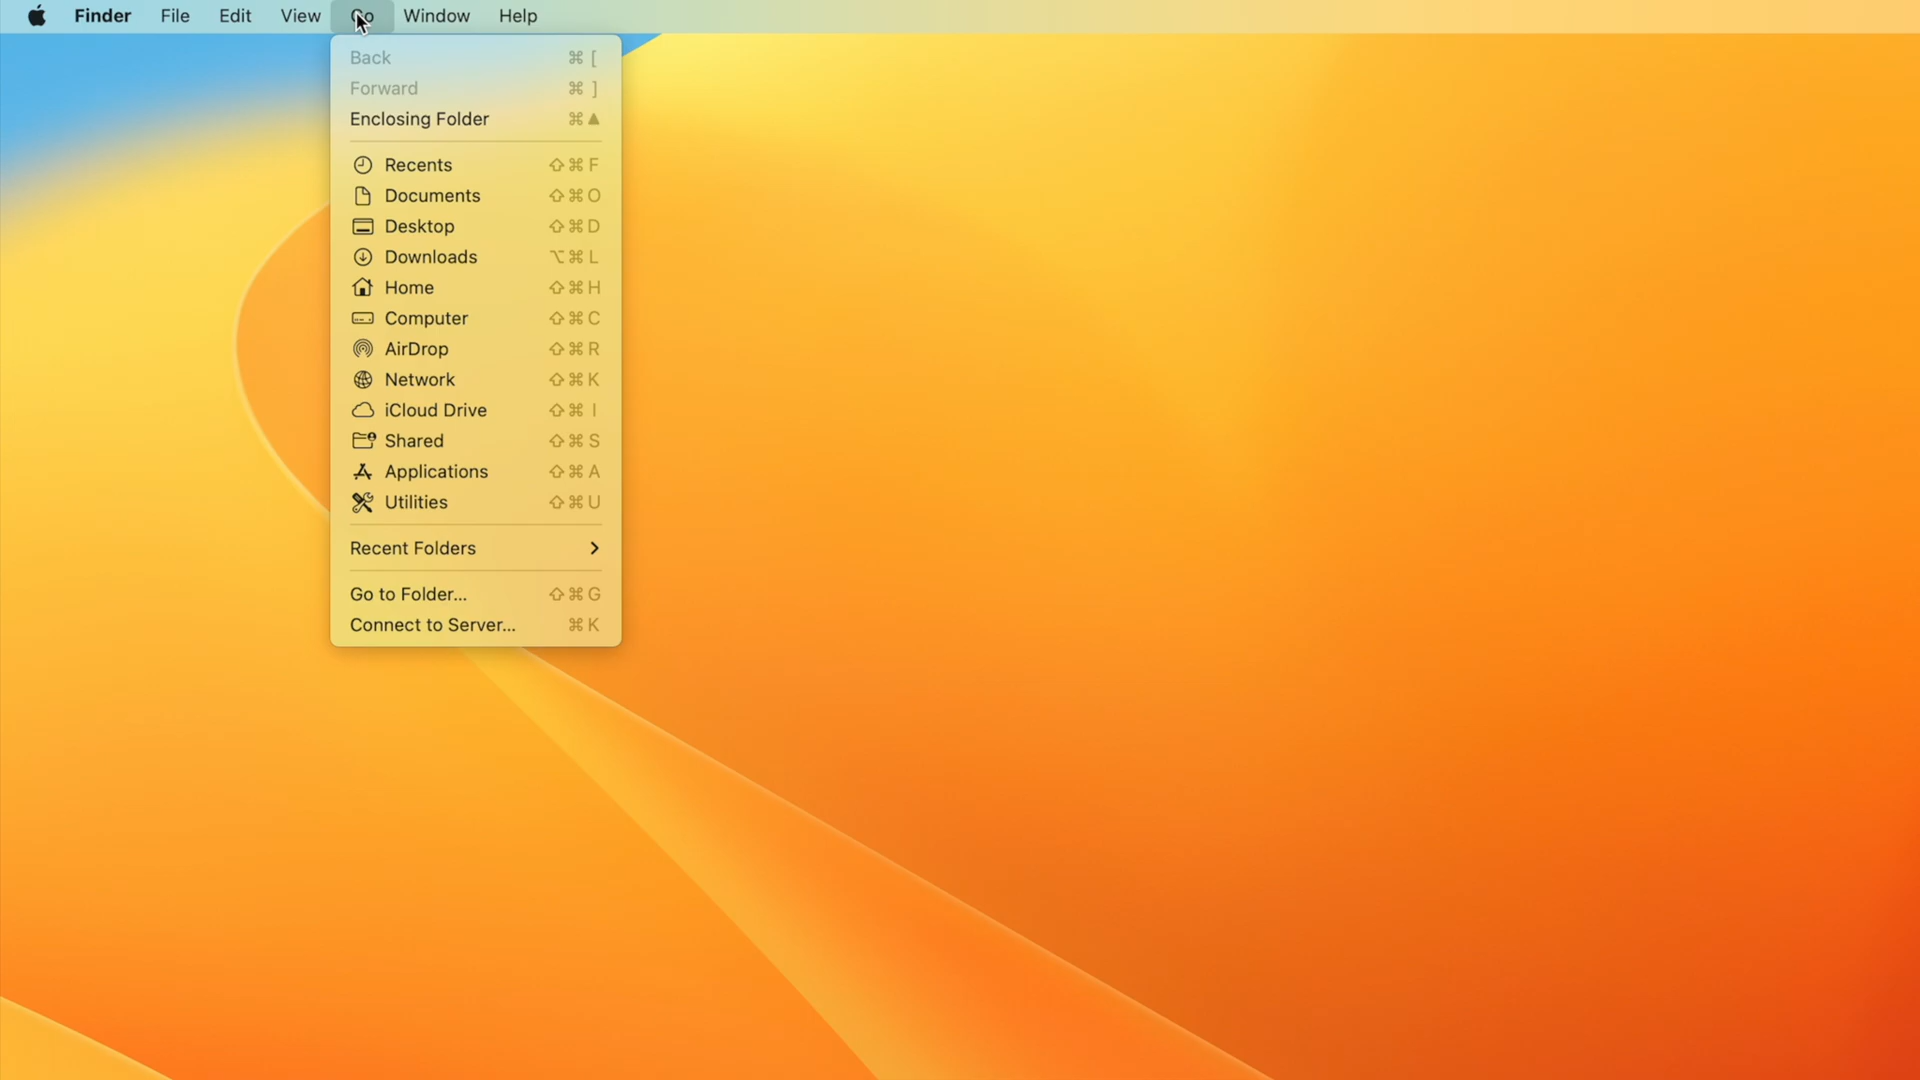 Finder File Edit View Go Window Help
Back ⌘ [
Forward ⌘ ]
Enclosing Folder ⌘▲
Recents ⇧⌘F
Documents ⇧⌘O
Desktop ⇧⌘D
Downloads ⌥⌘L
Home ⇧⌘H
Computer ⇧⌘C
AirDrop ⇧⌘R
Network ⇧⌘K
iCloud Drive ⇧⌘I
Shared ⇧⌘S
Applications ⇧⌘A
Utilities ⇧⌘U
Recent Folders
Go to Folder... ⇧⌘G
Connect to Server... ⌘K